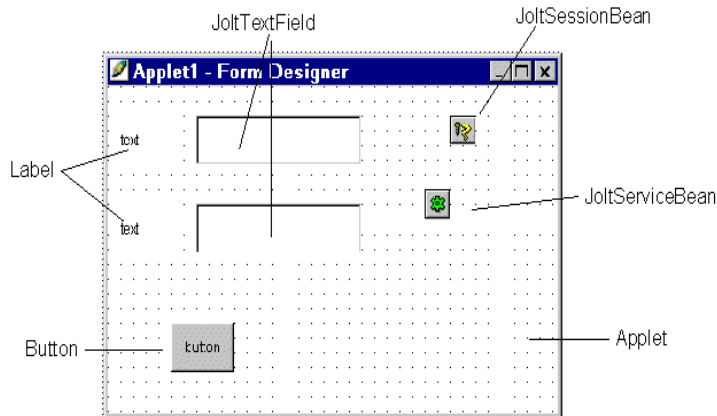 JoltTextField
JoltSessionBean
Applet1 - Form Designer
text
Label
JoltServiceBean
text
Button
button
Applet